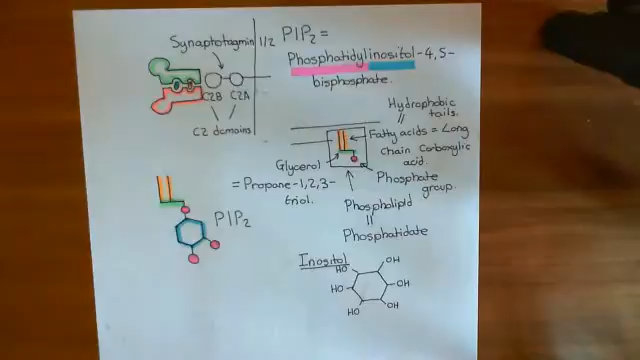 Synaptotagmin 1/2
C2B C2A
C2 domains
PIP2 =
Phosphatidylinositol-4,5-
bisphosphate.
Hydrophobic
tails.
Fatty acids = Long
chain Carboxylic
acid.
Glycerol
= Propane-1,2,3-
triol.
Phosphate
group.
Phospholipid
Phosphatidate
PIP2
Inositol
HO OH
HO OH
HO OH